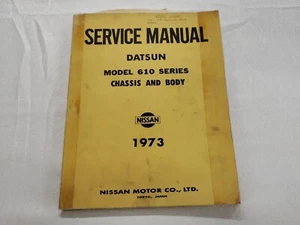 SERVICE MANUAL
DATSUN
MODEL 610 SERIES
CHASSIS AND BODY
NISSAN
1973
NISSAN MOTOR CO., LTD.
TOKYO, JAPAN